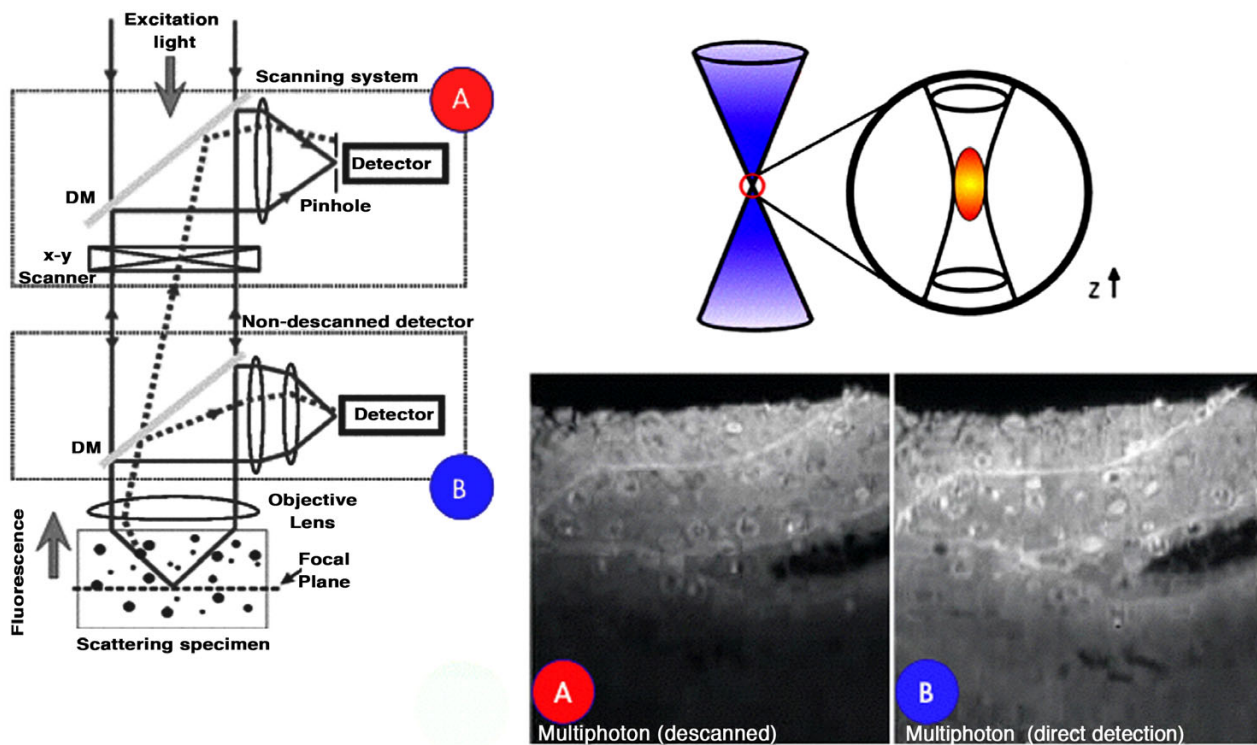 Excitation
light
Scanning system
A
DM
Detector
Pinhole
x-y
Scanner
Non-descanned detector
DM
Detector
B
Objective
Lens
Fluorescence
Focal
Plane
Scattering specimen
z
A
Multiphoton (descanned)
B
Multiphoton (direct detection)